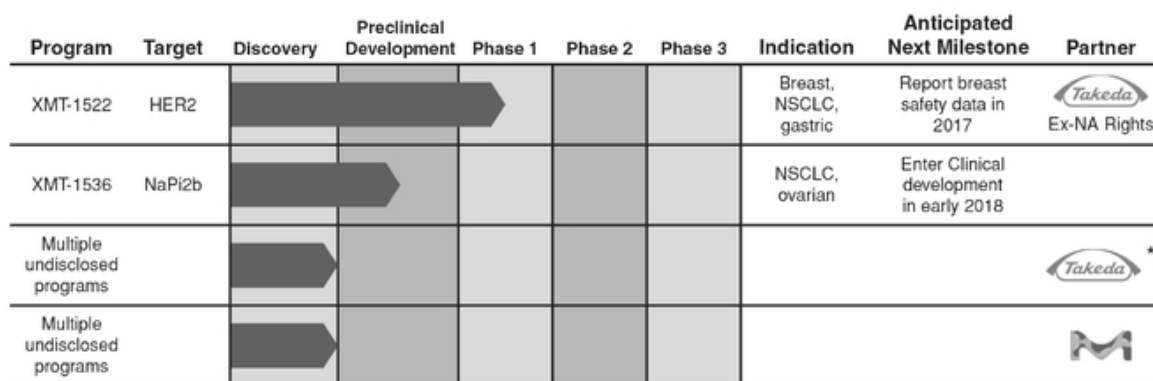 Program Target Discovery Preclinical Development Phase 1 Phase 2 Phase 3 Indication Anticipated Next Milestone Partner
XMT-1522 HER2 Breast, NSCLC, gastric Report breast safety data in 2017 Takeda Ex-NA Rights
XMT-1536 NaPi2b NSCLC, ovarian Enter Clinical development in early 2018
Multiple undisclosed programs Takeda *
Multiple undisclosed programs M